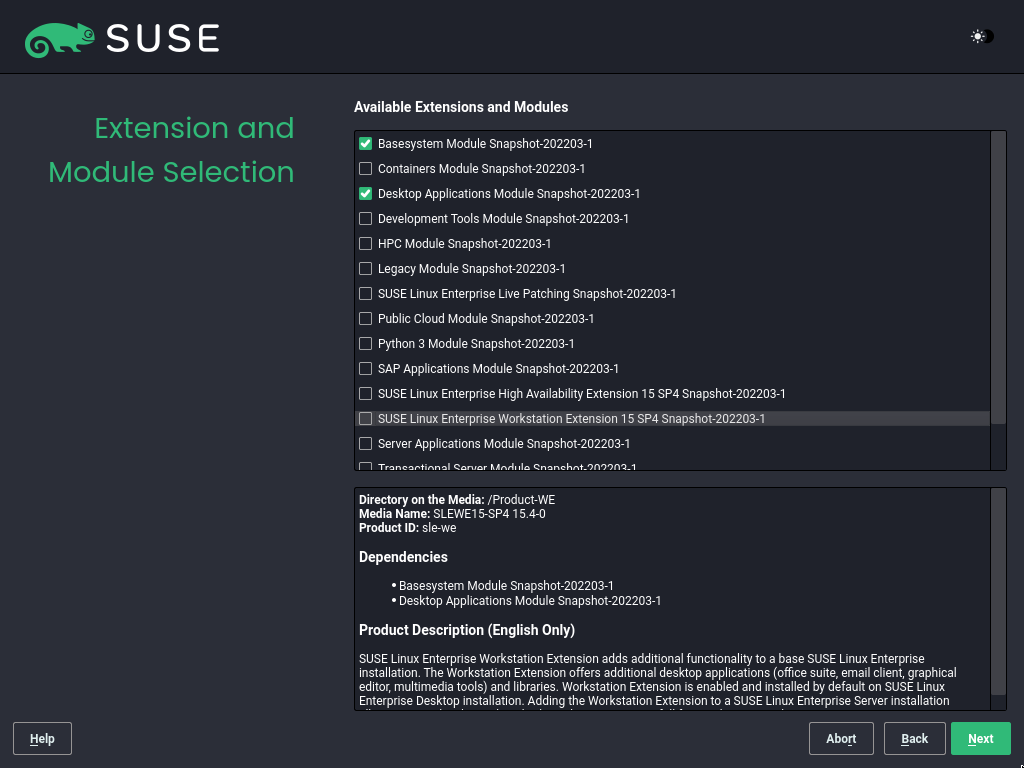 SUSE
Extension and
Module Selection
Available Extensions and Modules
Basesystem Module Snapshot-202203-1
Containers Module Snapshot-202203-1
Desktop Applications Module Snapshot-202203-1
Development Tools Module Snapshot-202203-1
HPC Module Snapshot-202203-1
Legacy Module Snapshot-202203-1
SUSE Linux Enterprise Live Patching Snapshot-202203-1
Public Cloud Module Snapshot-202203-1
Python 3 Module Snapshot-202203-1
SAP Applications Module Snapshot-202203-1
SUSE Linux Enterprise High Availability Extension 15 SP4 Snapshot-202203-1
SUSE Linux Enterprise Workstation Extension 15 SP4 Snapshot-202203-1
Server Applications Module Snapshot-202203-1
Transactional Server Module Snapshot-202203-1
Directory on the Media: /Product-WE
Media Name: SLEWE15-SP4 15.4-0
Product ID: sle-we
Dependencies
• Basesystem Module Snapshot-202203-1
• Desktop Applications Module Snapshot-202203-1
Product Description (English Only)
SUSE Linux Enterprise Workstation Extension adds additional functionality to a base SUSE Linux Enterprise
installation. The Workstation Extension offers additional desktop applications (office suite, email client, graphical
editor, multimedia tools) and libraries. Workstation Extension is enabled and installed by default on SUSE Linux
Enterprise Desktop installation. Adding the Workstation Extension to a SUSE Linux Enterprise Server installation
Help
Abort
Back
Next